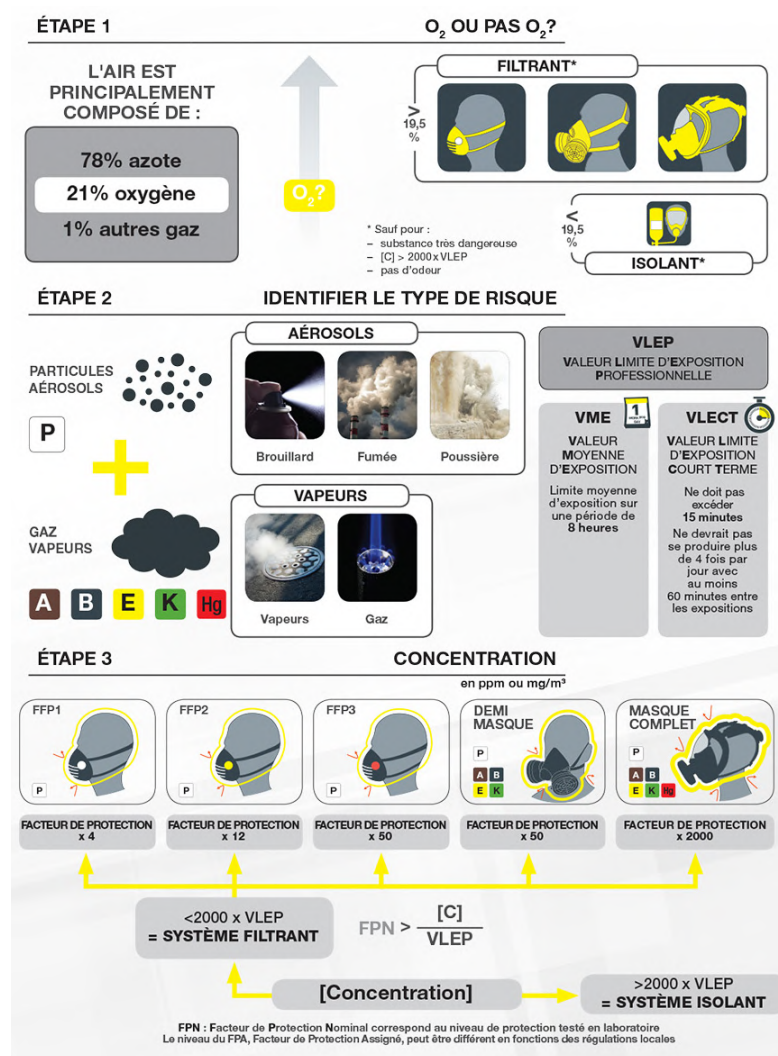 ÉTAPE 1
O₂ OU PAS O₂?
L'AIR EST
PRINCIPALEMENT
COMPOSÉ DE :
78% azote
21% oxygène
1% autres gaz
O₂?
FILTRANT*
>
19,5
%
* Sauf pour :
– substance très dangereuse
– [C] > 2000 x VLEP
– pas d'odeur
<
19,5
%
ISOLANT*
ÉTAPE 2
IDENTIFIER LE TYPE DE RISQUE
PARTICULES
AÉROSOLS
P
GAZ
VAPEURS
A B E K Hg
AÉROSOLS
Brouillard Fumée Poussière
VAPEURS
Vapeurs Gaz
VLEP
VALEUR LIMITE D'EXPOSITION
PROFESSIONNELLE
VME
1
VALEUR
MOYENNE
D'EXPOSITION
Limite moyenne
d'exposition sur
une période de
8 heures
VLECT
VALEUR LIMITE
D'EXPOSITION
COURT TERME
Ne doit pas
excéder
15 minutes
Ne devrait pas
se produire plus
de 4 fois par
jour avec
au moins
60 minutes entre
les expositions
ÉTAPE 3
CONCENTRATION
en ppm ou mg/m³
FFP1
P
FACTEUR DE PROTECTION
x 4
FFP2
P
FACTEUR DE PROTECTION
x 12
FFP3
P
FACTEUR DE PROTECTION
x 50
DEMI
MASQUE
P
A B
E K
FACTEUR DE PROTECTION
x 50
MASQUE
COMPLET
P
A B
E K Hg
FACTEUR DE PROTECTION
x 2000
<2000 x VLEP
= SYSTÈME FILTRANT
FPN > [C]
VLEP
[Concentration]
>2000 x VLEP
= SYSTÈME ISOLANT
FPN : Facteur de Protection Nominal correspond au niveau de protection testé en laboratoire
Le niveau du FPA, Facteur de Protection Assigné, peut être différent en fonctions des régulations locales